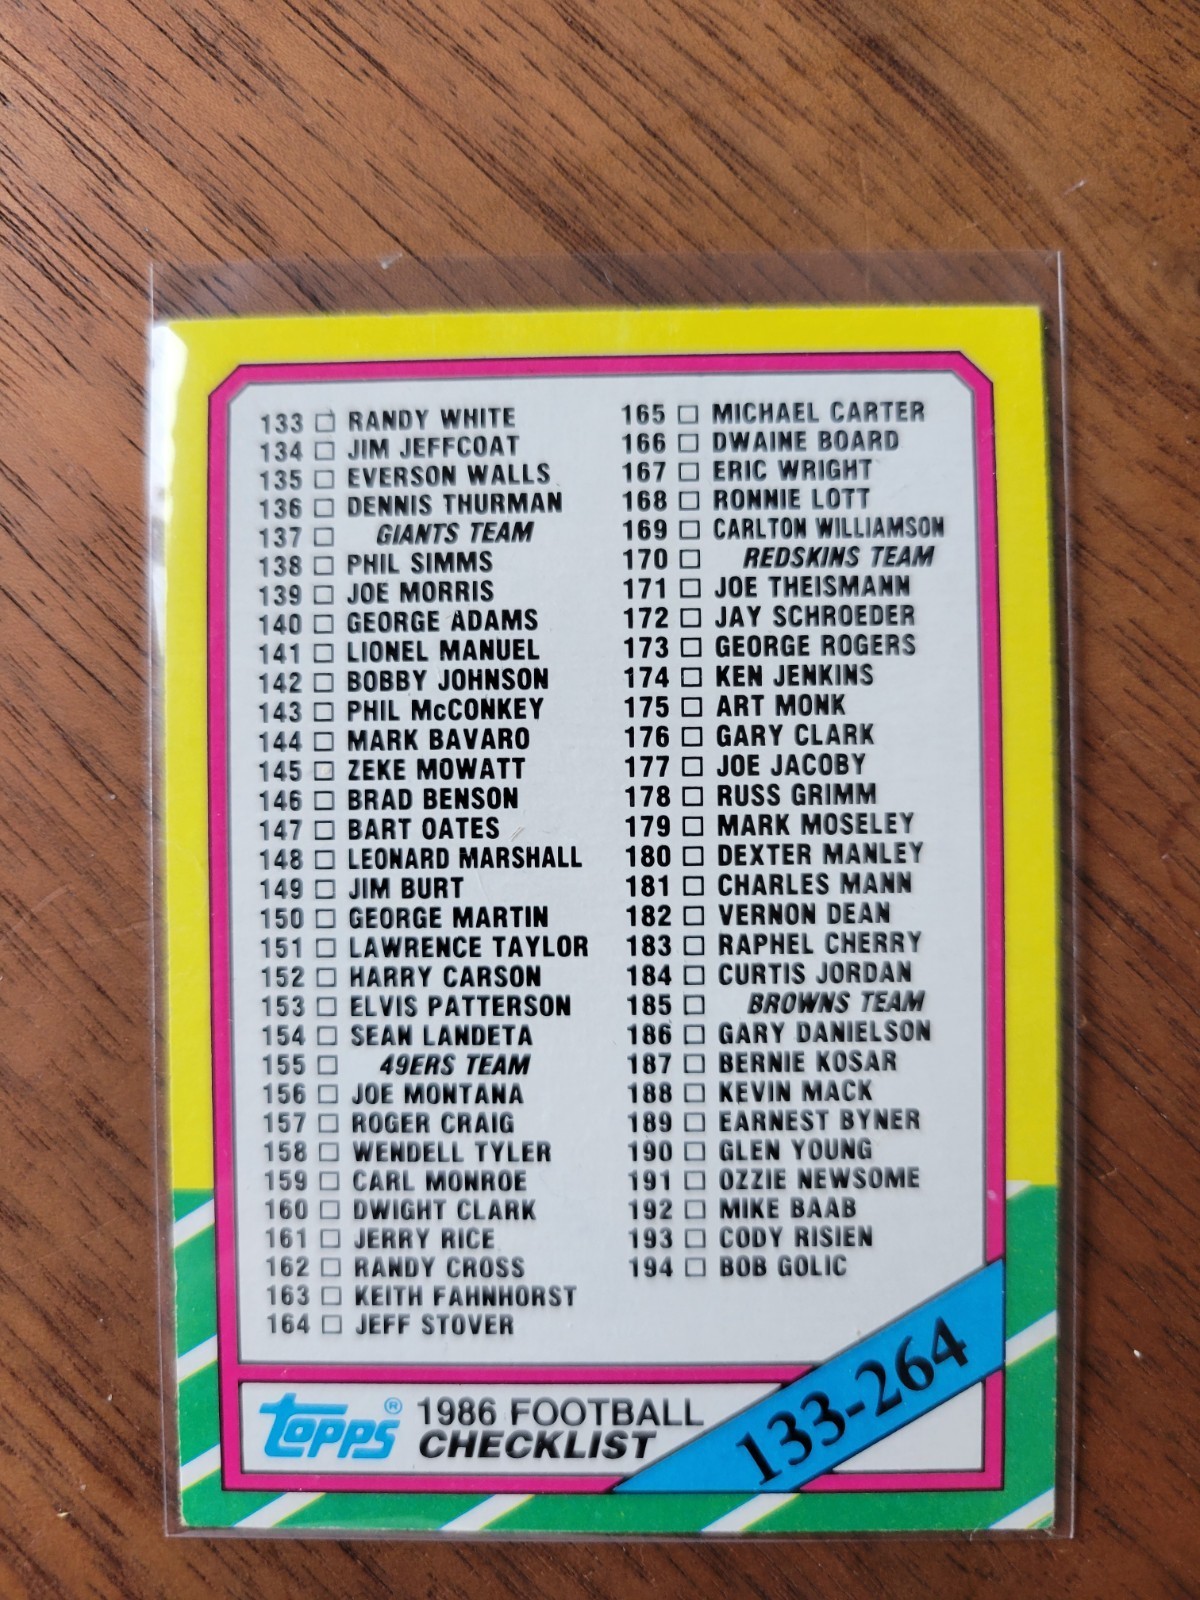 133 □ RANDY WHITE
134 □ JIM JEFFCOAT
135 □ EVERSON WALLS
136 □ DENNIS THURMAN
137 □ GIANTS TEAM
138 □ PHIL SIMMS
139 □ JOE MORRIS
140 □ GEORGE ADAMS
141 □ LIONEL MANUEL
142 □ BOBBY JOHNSON
143 □ PHIL McCONKEY
144 □ MARK BAVARO
145 □ ZEKE MOWATT
146 □ BRAD BENSON
147 □ BART OATES
148 □ LEONARD MARSHALL
149 □ JIM BURT
150 □ GEORGE MARTIN
151 □ LAWRENCE TAYLOR
152 □ HARRY CARSON
153 □ ELVIS PATTERSON
154 □ SEAN LANDETA
155 □ 49ERS TEAM
156 □ JOE MONTANA
157 □ ROGER CRAIG
158 □ WENDELL TYLER
159 □ CARL MONROE
160 □ DWIGHT CLARK
161 □ JERRY RICE
162 □ RANDY CROSS
163 □ KEITH FAHNHORST
164 □ JEFF STOVER
165 □ MICHAEL CARTER
166 □ DWAINE BOARD
167 □ ERIC WRIGHT
168 □ RONNIE LOTT
169 □ CARLTON WILLIAMSON
170 □ REDSKINS TEAM
171 □ JOE THEISMANN
172 □ JAY SCHROEDER
173 □ GEORGE ROGERS
174 □ KEN JENKINS
175 □ ART MONK
176 □ GARY CLARK
177 □ JOE JACOBY
178 □ RUSS GRIMM
179 □ MARK MOSELEY
180 □ DEXTER MANLEY
181 □ CHARLES MANN
182 □ VERNON DEAN
183 □ RAPHEL CHERRY
184 □ CURTIS JORDAN
185 □ BROWNS TEAM
186 □ GARY DANIELSON
187 □ BERNIE KOSAR
188 □ KEVIN MACK
189 □ EARNEST BYNER
190 □ GLEN YOUNG
191 □ OZZIE NEWSOME
192 □ MIKE BAAB
193 □ CODY RISIEN
194 □ BOB GOLIC
topps®
1986 FOOTBALL
CHECKLIST
133-264